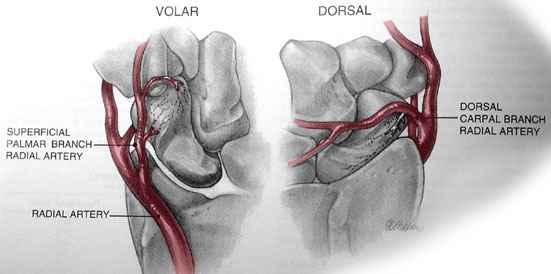 VOLAR
DORSAL
SUPERFICIAL
PALMAR BRANCH
RADIAL ARTERY
RADIAL ARTERY
DORSAL
CARPAL BRANCH
RADIAL ARTERY